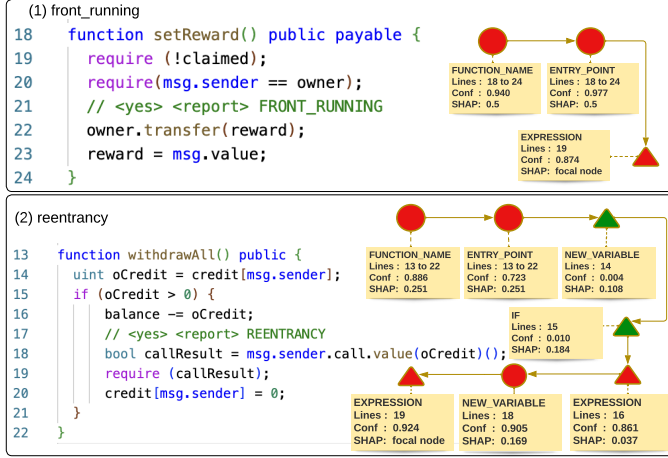 (1) front_running
18 function setReward() public payable {
19 require (!claimed);
20 require(msg.sender == owner);
21 // <yes> <report> FRONT_RUNNING
22 owner.transfer(reward);
23 reward = msg.value;
24 }
FUNCTION_NAME
Lines : 18 to 24
Conf : 0.940
SHAP: 0.5
ENTRY_POINT
Lines : 18 to 24
Conf : 0.977
SHAP: 0.5
EXPRESSION
Lines : 19
Conf : 0.874
SHAP: focal node
(2) reentrancy
13 function withdrawAll() public {
14 uint oCredit = credit[msg.sender];
15 if (oCredit > 0) {
16 balance -= oCredit;
17 // <yes> <report> REENTRANCY
18 bool callResult = msg.sender.call.value(oCredit)();
19 require (callResult);
20 credit[msg.sender] = 0;
21 }
22 }
FUNCTION_NAME
Lines : 13 to 22
Conf : 0.886
SHAP: 0.251
ENTRY_POINT
Lines : 13 to 22
Conf : 0.723
SHAP: 0.251
NEW_VARIABLE
Lines : 14
Conf : 0.004
SHAP: 0.108
IF
Lines : 15
Conf : 0.010
SHAP: 0.184
EXPRESSION
Lines : 19
Conf : 0.924
SHAP: focal node
NEW_VARIABLE
Lines : 18
Conf : 0.905
SHAP: 0.169
EXPRESSION
Lines : 16
Conf : 0.861
SHAP: 0.037